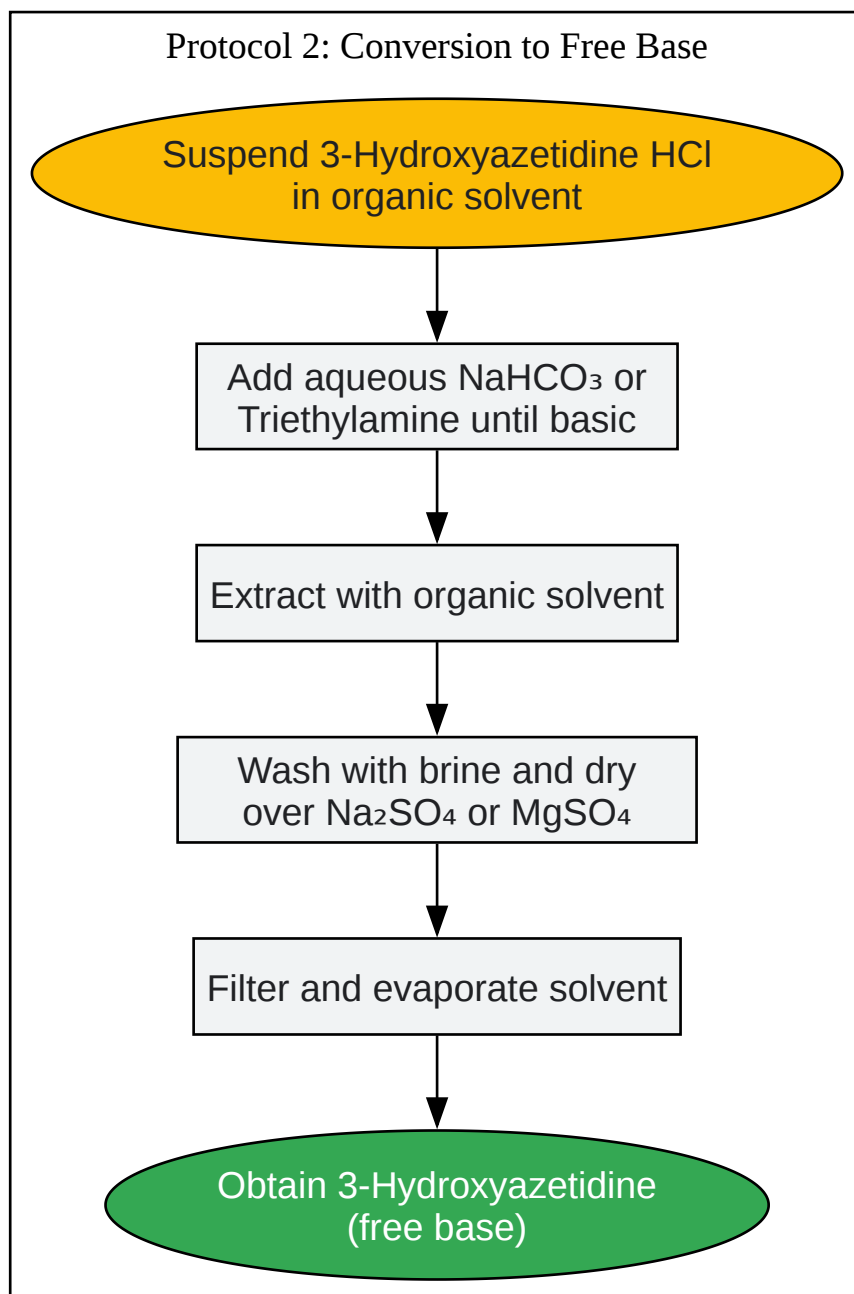 Protocol 2: Conversion to Free Base
Suspend 3-Hydroxyazetidine HCl
in organic solvent
Add aqueous NaHCO₃ or
Triethylamine until basic
Extract with organic solvent
Wash with brine and dry
over Na₂SO₄ or MgSO₄
Filter and evaporate solvent
Obtain 3-Hydroxyazetidine
(free base)